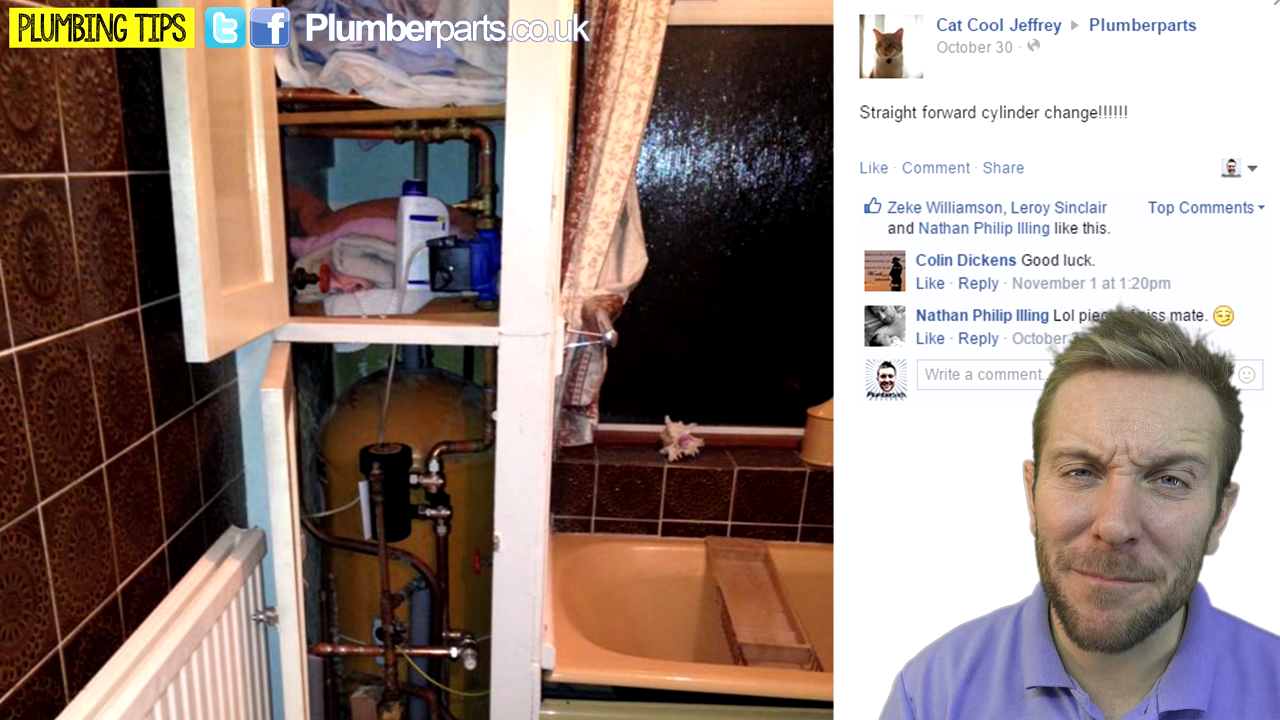 PLUMBING TIPS
Plumberparts.co.uk
Cat Cool Jeffrey Plumberparts
October 30 ·
Straight forward cylinder change!!!!!!
Like · Comment · Share
Zeke Williamson, Leroy Sinclair
and Nathan Philip Illing like this.
Top Comments
Colin Dickens Good luck.
Like · Reply · November 1 at 1:20pm
Nathan Philip Illing Lol mate.
Like · Reply · October
Write a comment